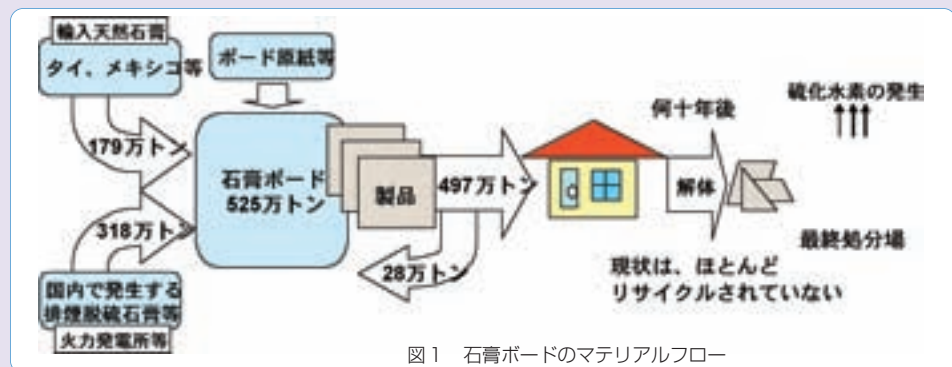 輸入天然石膏
タイ、メキシコ等
ボード原紙等
179万トン
318万トン
国内で発生する
排煙脱硫石膏等
火力発電所等
石膏ボード
525万トン
製品
497万トン
28万トン
何十年後
解体
硫化水素の発生
最終処分場
現状は、ほとんど
リサイクルされていない
図1 石膏ボードのマテリアルフロー